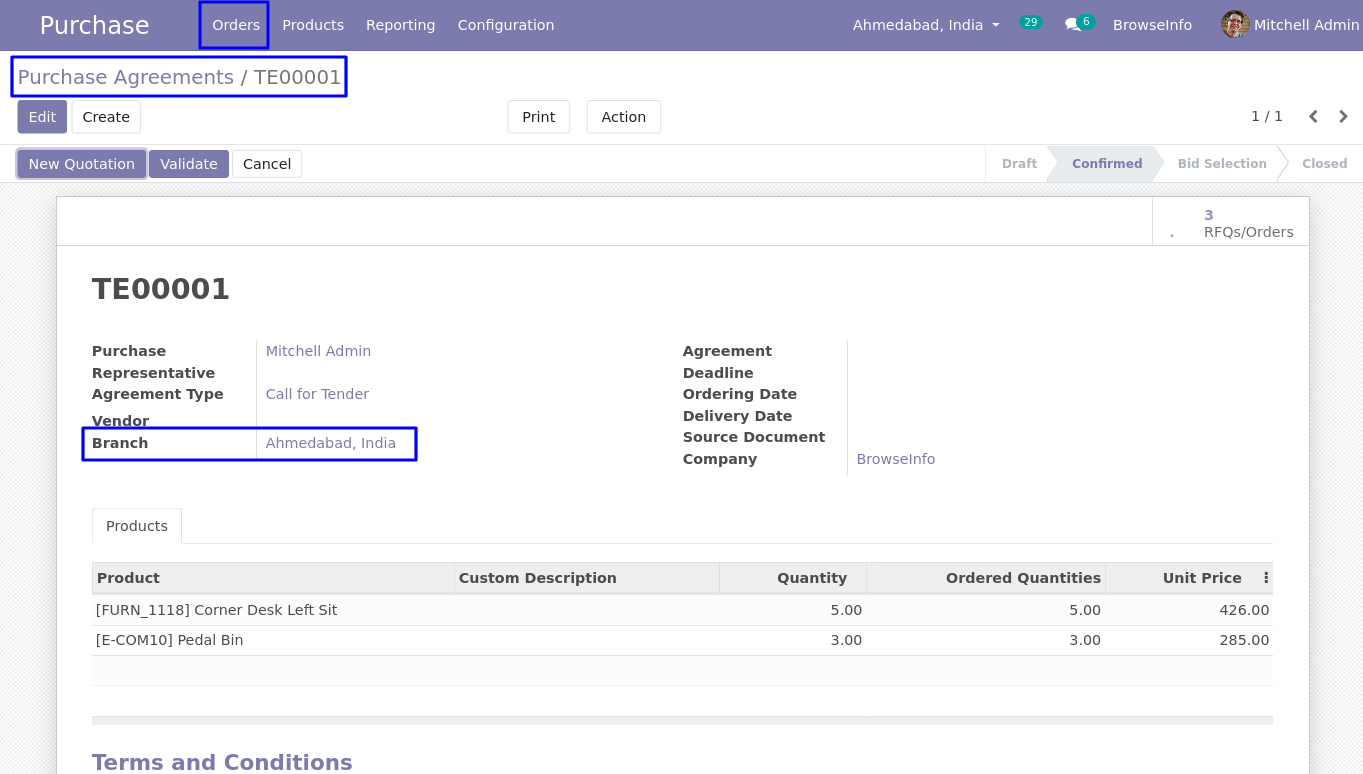 Purchase Orders Products Reporting Configuration Ahmedabad, India 29 6 BrowseInfo Mitchell Admin
Purchase Agreements / TE00001
Edit Create Print Action 1 / 1
New Quotation Validate Cancel Draft Confirmed Bid Selection Closed
3
. RFQs/Orders
TE00001
Purchase Representative Mitchell Admin
Agreement Type Call for Tender
Vendor
Branch Ahmedabad, India
Agreement Deadline
Ordering Date
Delivery Date
Source Document
Company BrowseInfo
Products
Product Custom Description Quantity Ordered Quantities Unit Price
[FURN_1118] Corner Desk Left Sit 5.00 5.00 426.00
[E-COM10] Pedal Bin 3.00 3.00 285.00
Terms and Conditions